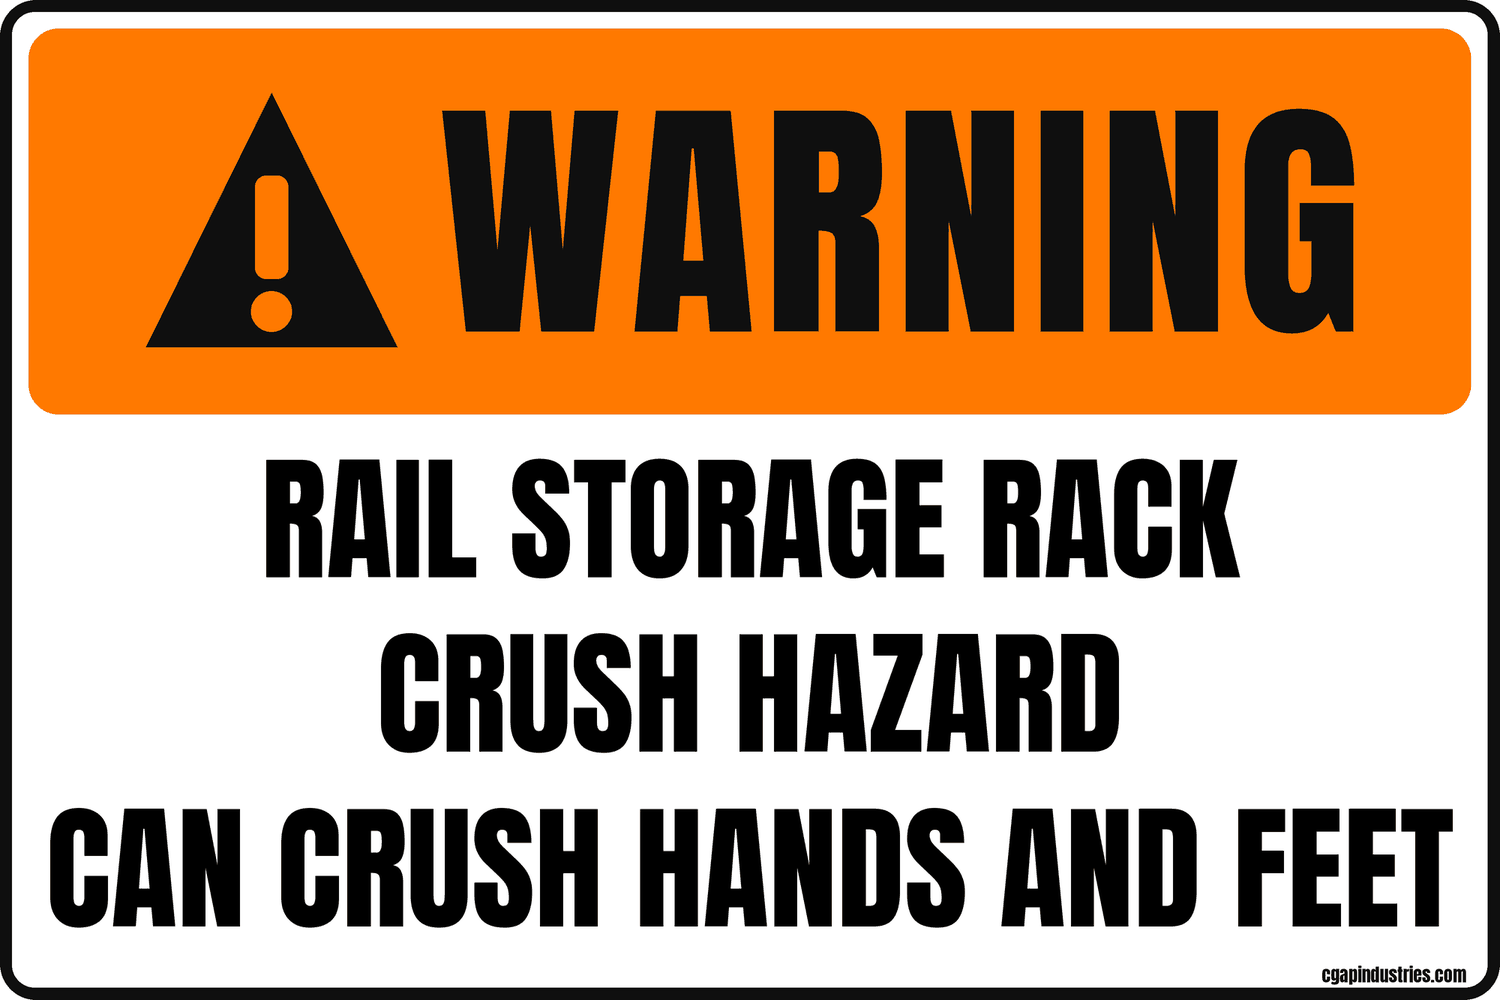 WARNING
RAIL STORAGE RACK
CRUSH HAZARD
CAN CRUSH HANDS AND FEET
cgapindustries.com